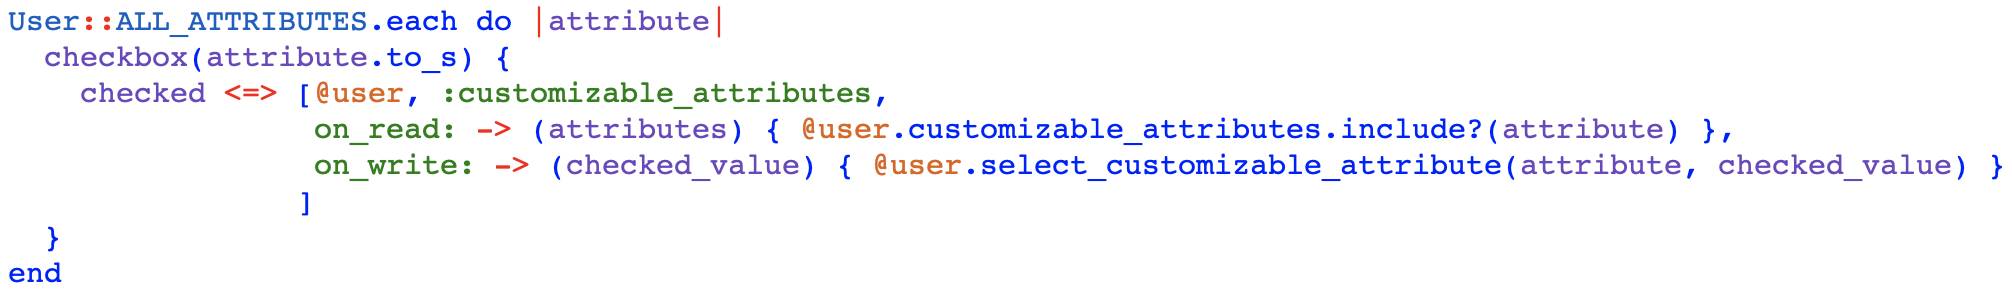 User::ALL_ATTRIBUTES.each do |attribute|
  checkbox(attribute.to_s) {
    checked <=> [@user, :customizable_attributes,
                 on_read: -> (attributes) { @user.customizable_attributes.include?(attribute) },
                 on_write: -> (checked_value) { @user.select_customizable_attribute(attribute, checked_value) }
                ]
  }
end